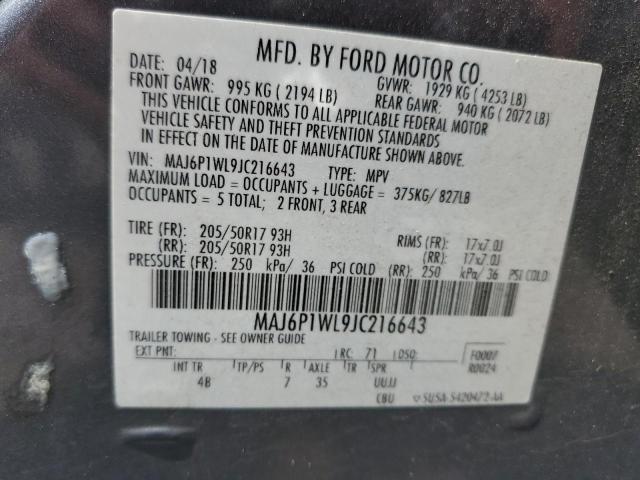 MFD. BY FORD MOTOR CO.
DATE: 04/18 GVWR: 1929 KG ( 4253 LB)
FRONT GAWR: 995 KG ( 2194 LB) REAR GAWR: 940 KG ( 2072 LB)
THIS VEHICLE CONFORMS TO ALL APPLICABLE FEDERAL MOTOR
VEHICLE SAFETY AND THEFT PREVENTION STANDARDS
IN EFFECT ON THE DATE OF MANUFACTURE SHOWN ABOVE.
VIN: MAJ6P1WL9JC216643 TYPE: MPV
MAXIMUM LOAD = OCCUPANTS + LUGGAGE = 375KG/ 827LB
OCCUPANTS = 5 TOTAL; 2 FRONT, 3 REAR
TIRE (FR): 205/50R17 93H RIMS (FR): 17x7.0J
(RR): 205/50R17 93H (RR): 17x7.0J
PRESSURE (FR): 250 kPa/ 36 PSI COLD (RR): 250 kPa/ 36 PSI COLD
MAJ6P1WL9JC216643
TRAILER TOWING - SEE OWNER GUIDE
EXT PNT: RC: 71 DSO: F0007
R0024
INT TR TP/PS R AXLE TR SPR
4B 7 35 UUJJ
CBU 5U5A-5420472-AA